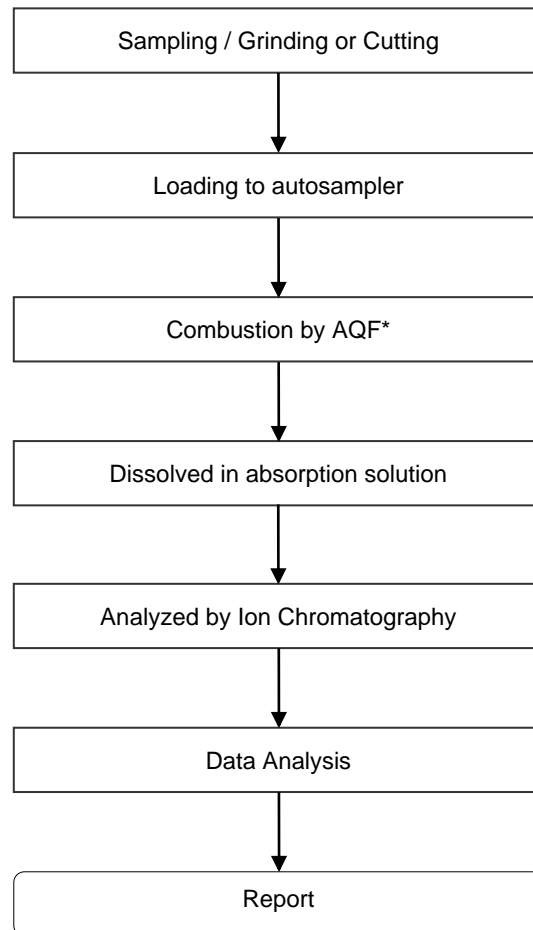 Sampling / Grinding or Cutting
Loading to autosampler
Combustion by AQF*
Dissolved in absorption solution
Analyzed by Ion Chromatography
Data Analysis
Report